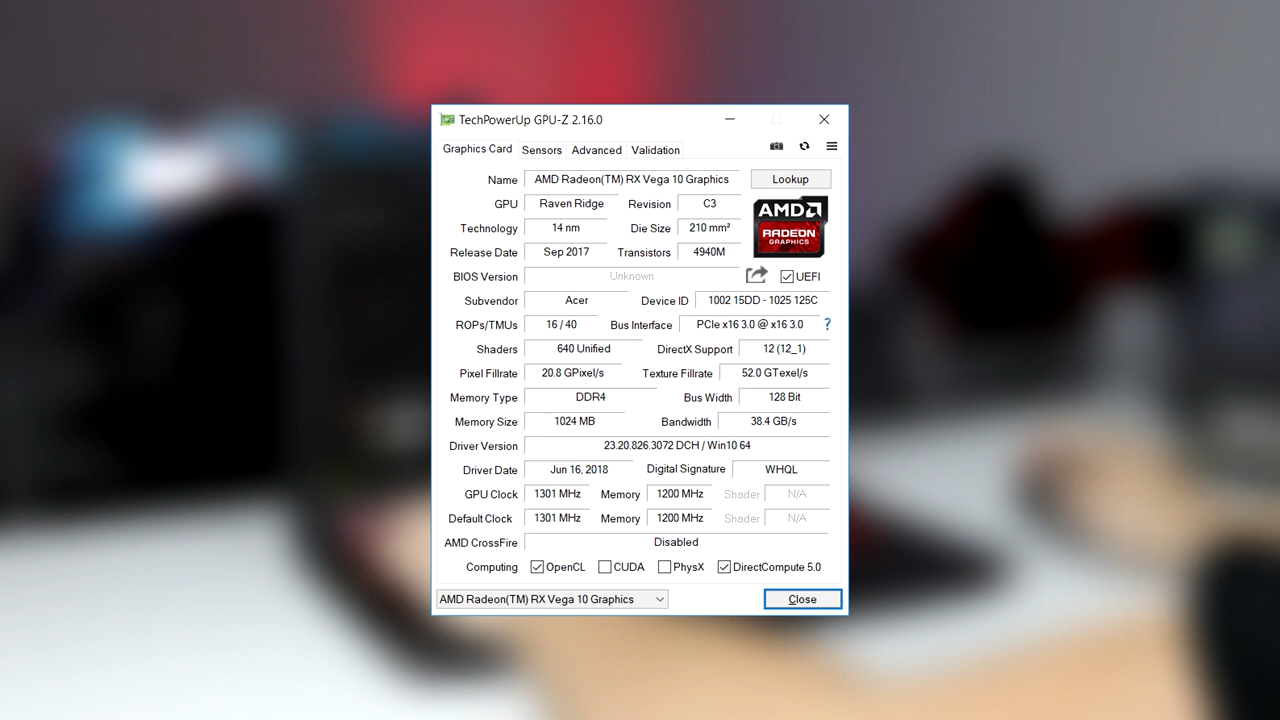 TechPowerUp GPU-Z 2.16.0
Graphics Card Sensors Advanced Validation
Name AMD Radeon(TM) RX Vega 10 Graphics Lookup
GPU Raven Ridge Revision C3
AMD
RADEON
GRAPHICS
Technology 14 nm Die Size 210 mm²
Release Date Sep 2017 Transistors 4940M
BIOS Version Unknown UEFI
Subvendor Acer Device ID 1002 15DD - 1025 125C
ROPs/TMUs 16 / 40 Bus Interface PCIe x16 3.0 @ x16 3.0 ?
Shaders 640 Unified DirectX Support 12 (12_1)
Pixel Fillrate 20.8 GPixel/s Texture Fillrate 52.0 GTexel/s
Memory Type DDR4 Bus Width 128 Bit
Memory Size 1024 MB Bandwidth 38.4 GB/s
Driver Version 23.20.826.3072 DCH / Win10 64
Driver Date Jun 16, 2018 Digital Signature WHQL
GPU Clock 1301 MHz Memory 1200 MHz Shader N/A
Default Clock 1301 MHz Memory 1200 MHz Shader N/A
AMD CrossFire Disabled
Computing OpenCL CUDA PhysX DirectCompute 5.0
AMD Radeon(TM) RX Vega 10 Graphics Close